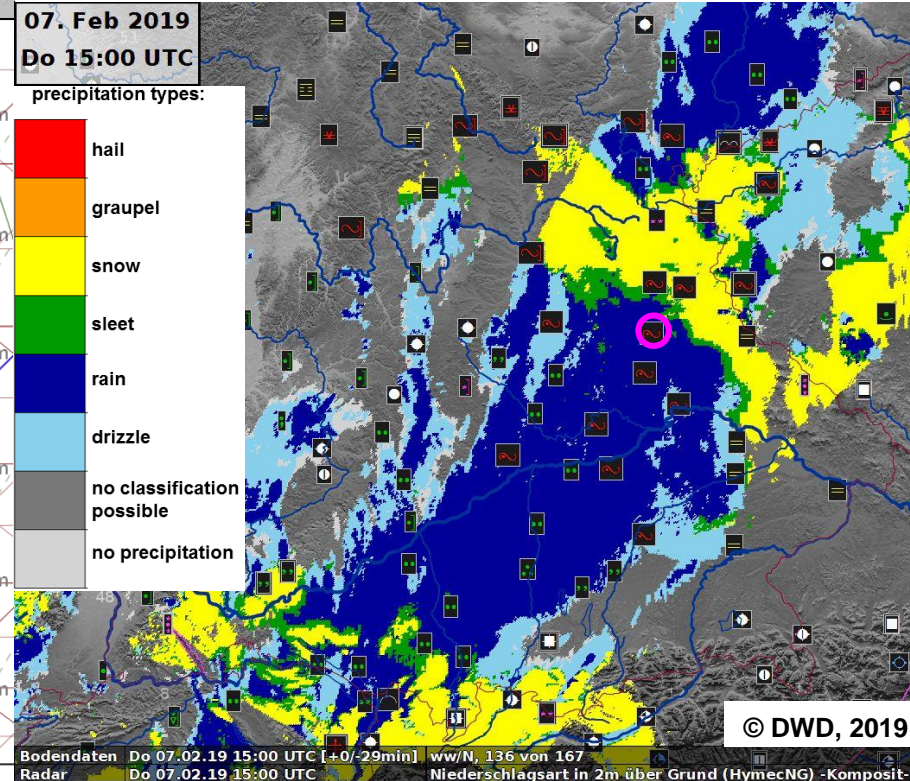 07. Feb 2019
Do 15:00 UTC
precipitation types:
hail
graupel
snow
sleet
rain
drizzle
no classification
possible
no precipitation
48
8
© DWD, 2019
Bodendaten Do 07.02.19 15:00 UTC [+0/-29min] ww/N, 136 von 167
Radar Do 07.02.19 15:00 UTC Niederschlagsart in 2m über Grund (HymecNG) -Komposit